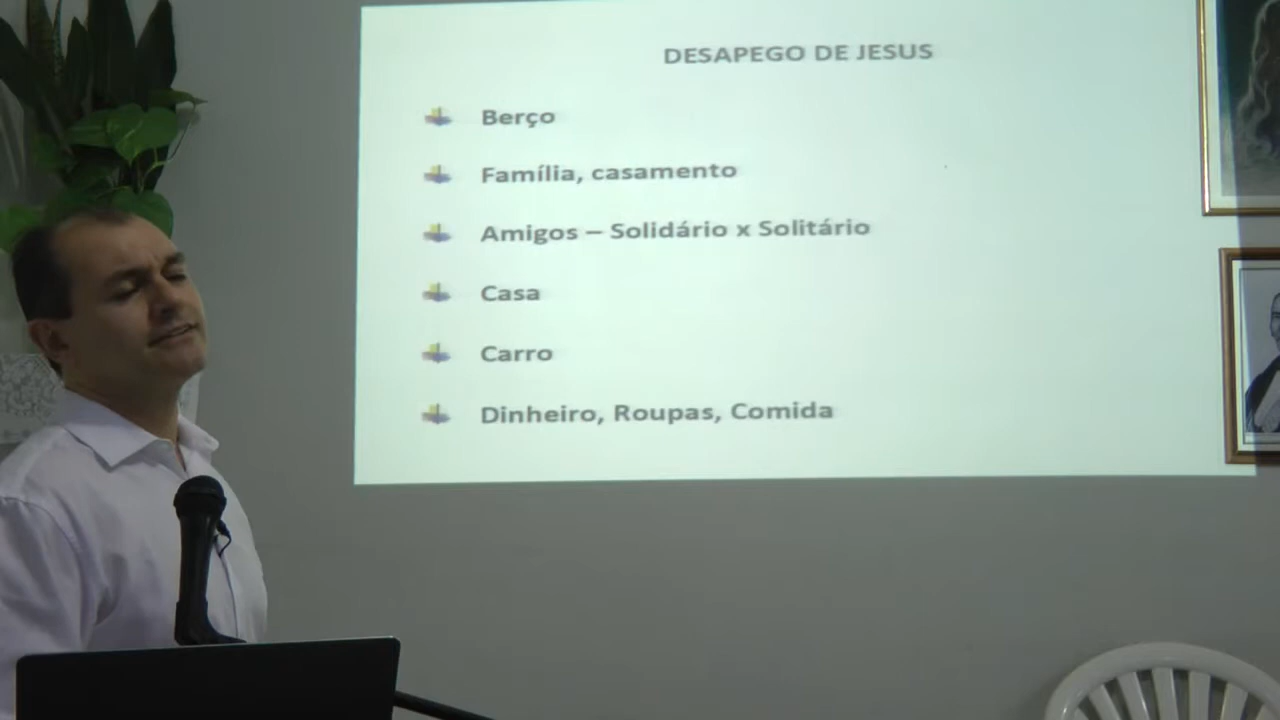 DESAPEGO DE JESUS
Berço
Família, casamento
Amigos – Solidário x Solitário
Casa
Carro
Dinheiro, Roupas, Comida